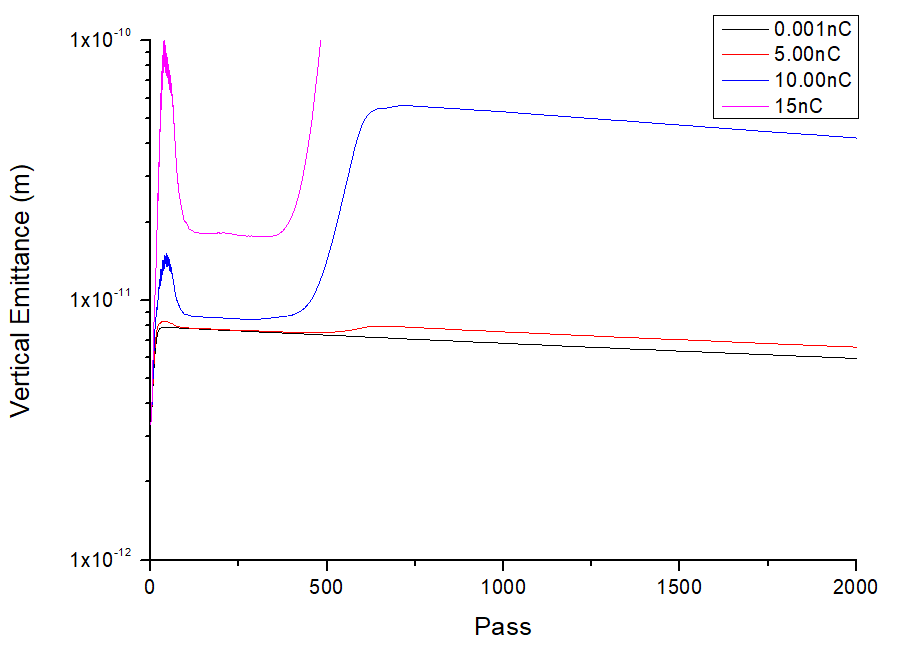 0.001nC
5.00nC
10.00nC
15nC
1x10⁻¹⁰
1x10⁻¹¹
1x10⁻¹²
Vertical Emittance (m)
0 500 1000 1500 2000
Pass